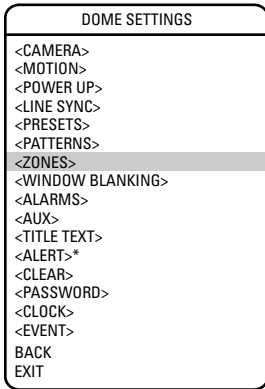 DOME SETTINGS
<CAMERA>
<MOTION>
<POWER UP>
<LINE SYNC>
<PRESETS>
<PATTERNS>
<ZONES>
<WINDOW BLANKING>
<ALARMS>
<AUX>
<TITLE TEXT>
<ALERT>*
<CLEAR>
<PASSWORD>
<CLOCK>
<EVENT>
BACK
EXIT